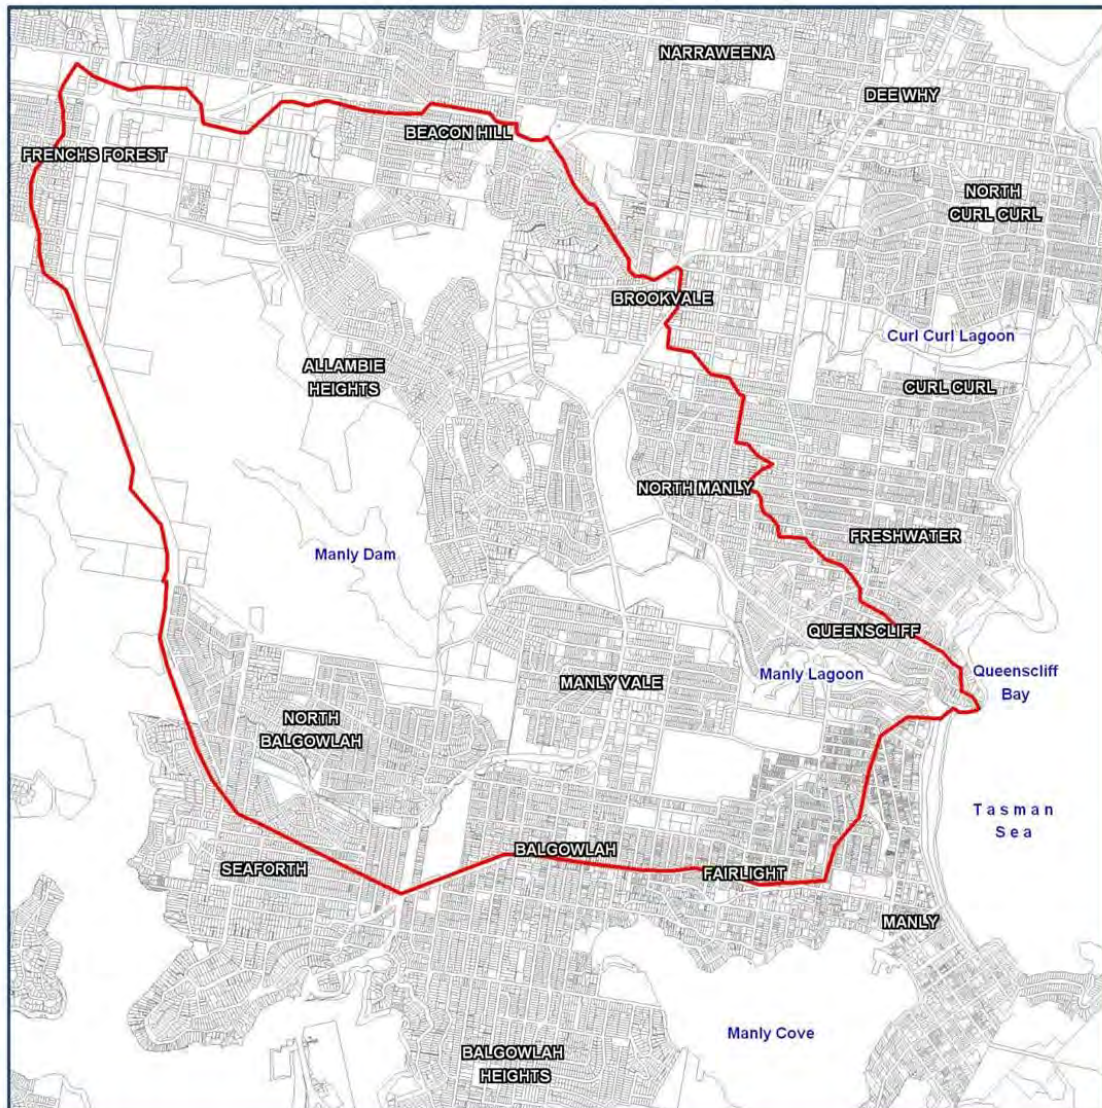 NARRAWEENA
DEE WHY
BEACON HILL
FRENCHS FOREST
NORTH
CURL CURL
BROOKVALE
Curl Curl Lagoon
ALLAMBIE
HEIGHTS
CURL CURL
NORTH MANLY
FRESHWATER
Manly Dam
QUEENSCLIFF
Manly Lagoon
Queenscliff
Bay
MANLY VALE
NORTH
BALGOWLAH
Tasman
Sea
BALGOWLAH
SEAFORTH
FAIRLIGHT
MANLY
Manly Cove
BALGOWLAH
HEIGHTS